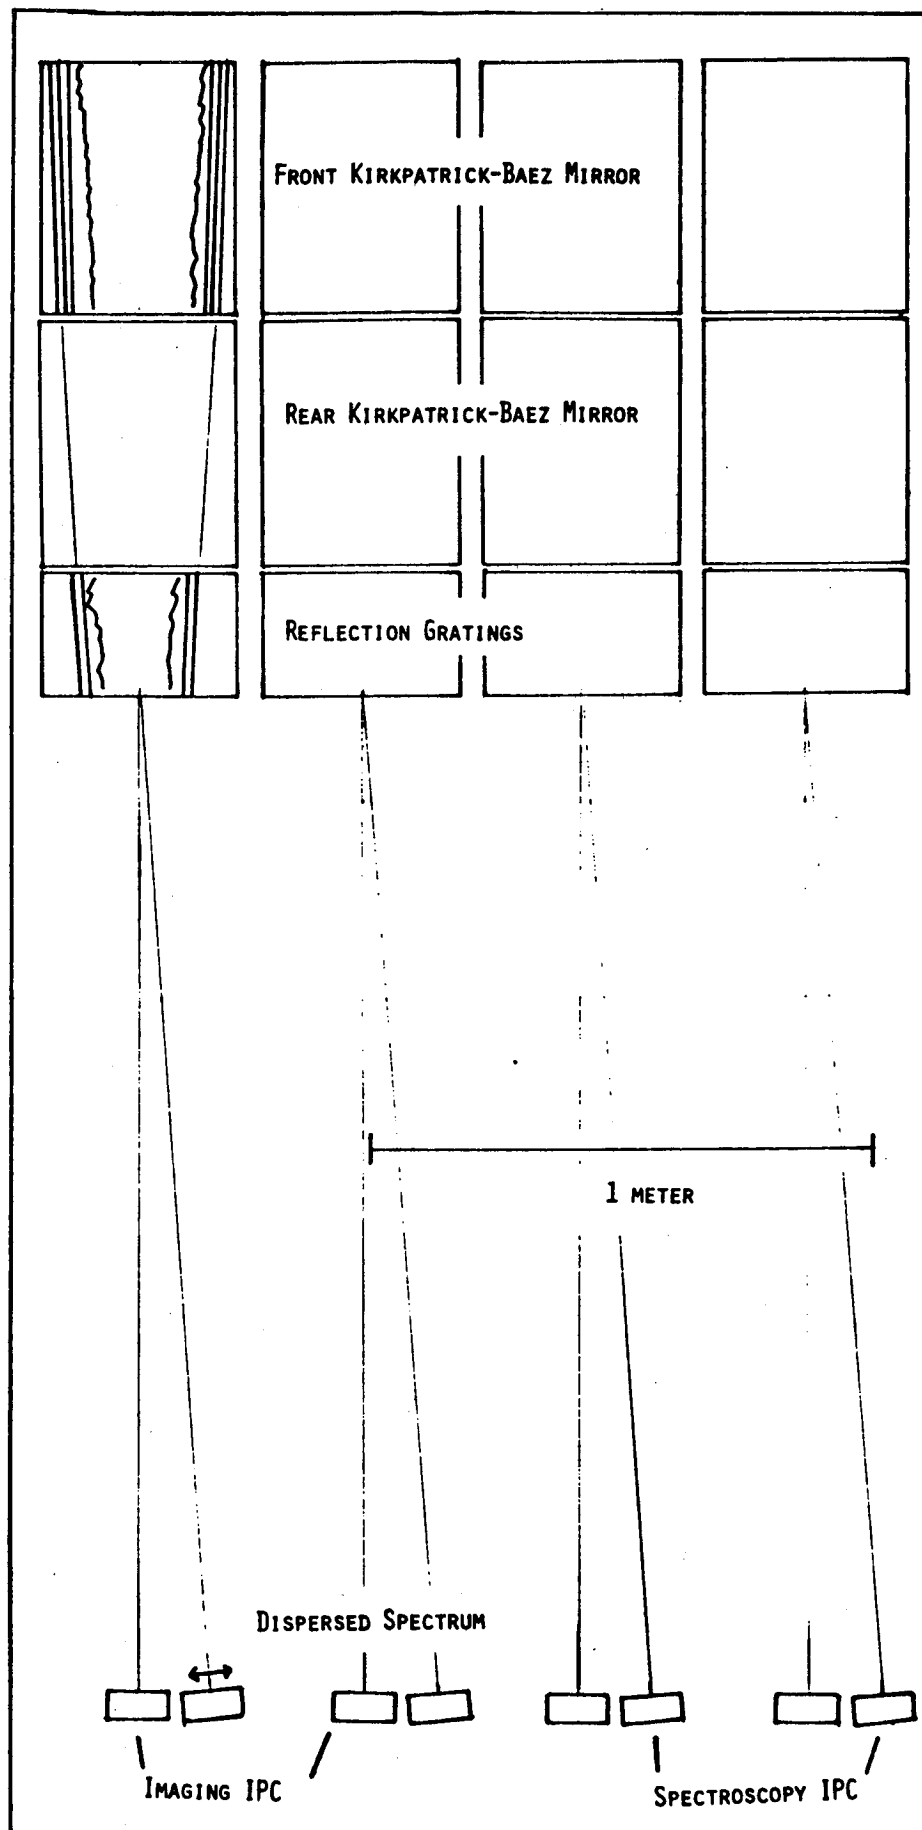 FRONT KIRKPATRICK-BAEZ MIRROR
REAR KIRKPATRICK-BAEZ MIRROR
REFLECTION GRATINGS
1 METER
DISPERSED SPECTRUM
IMAGING IPC
SPECTROSCOPY IPC